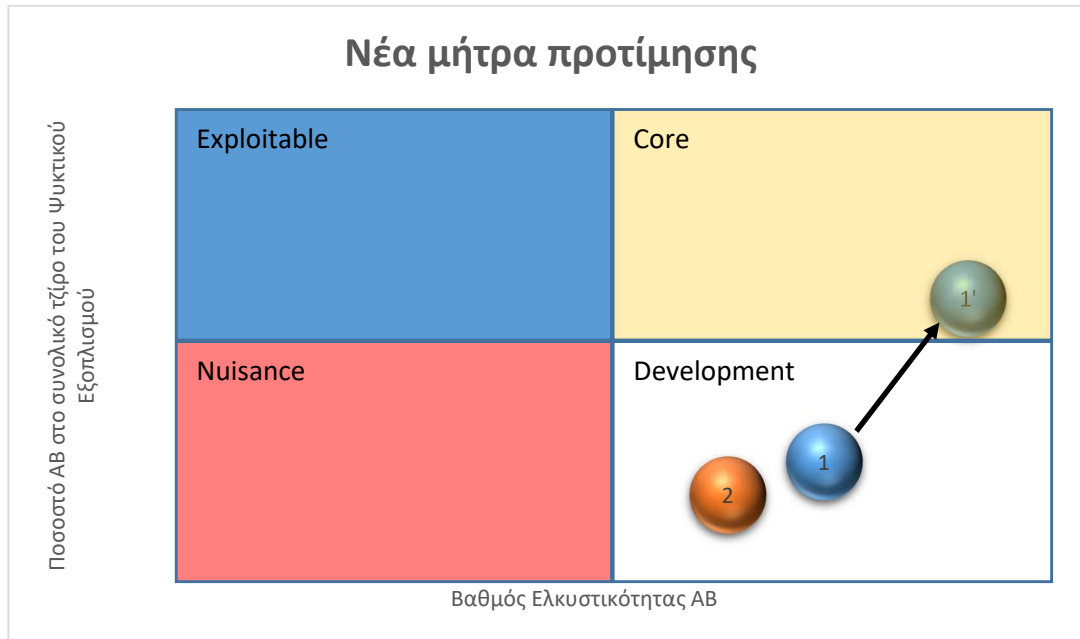 Νέα μήτρα προτίμησης
Ποσοστό ΑΒ στο συνολικό τζίρο του Ψυκτικού
Εξοπλισμού
Exploitable
Core
1'
Nuisance
Development
1
2
Βαθμός Ελκυστικότητας ΑΒ